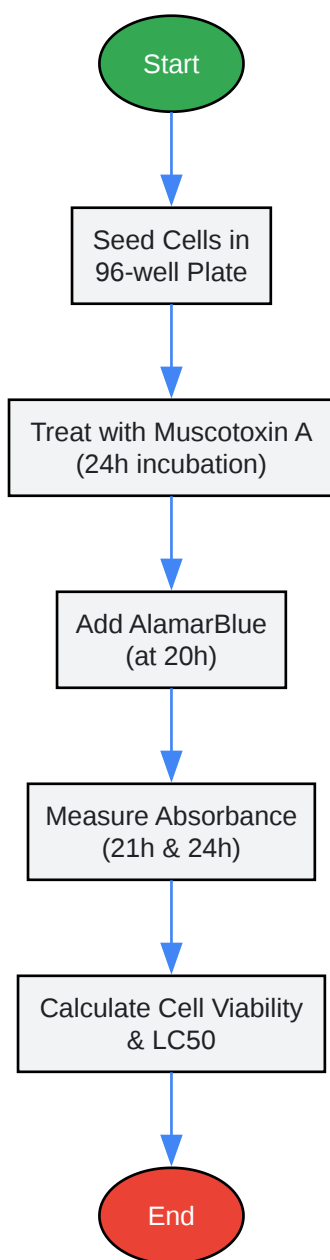 Start
Seed Cells in
96-well Plate
Treat with Muscotoxin A
(24h incubation)
Add AlamarBlue
(at 20h)
Measure Absorbance
(21h & 24h)
Calculate Cell Viability
& LC50
End